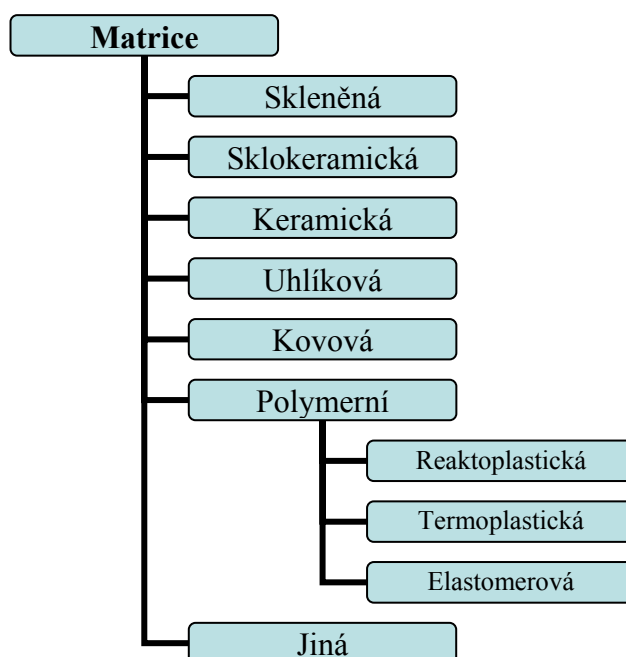 Matrice
Skleněná
Sklokeramická
Keramická
Uhlíková
Kovová
Polymerní
Reaktoplastická
Termoplastická
Elastomerová
Jiná